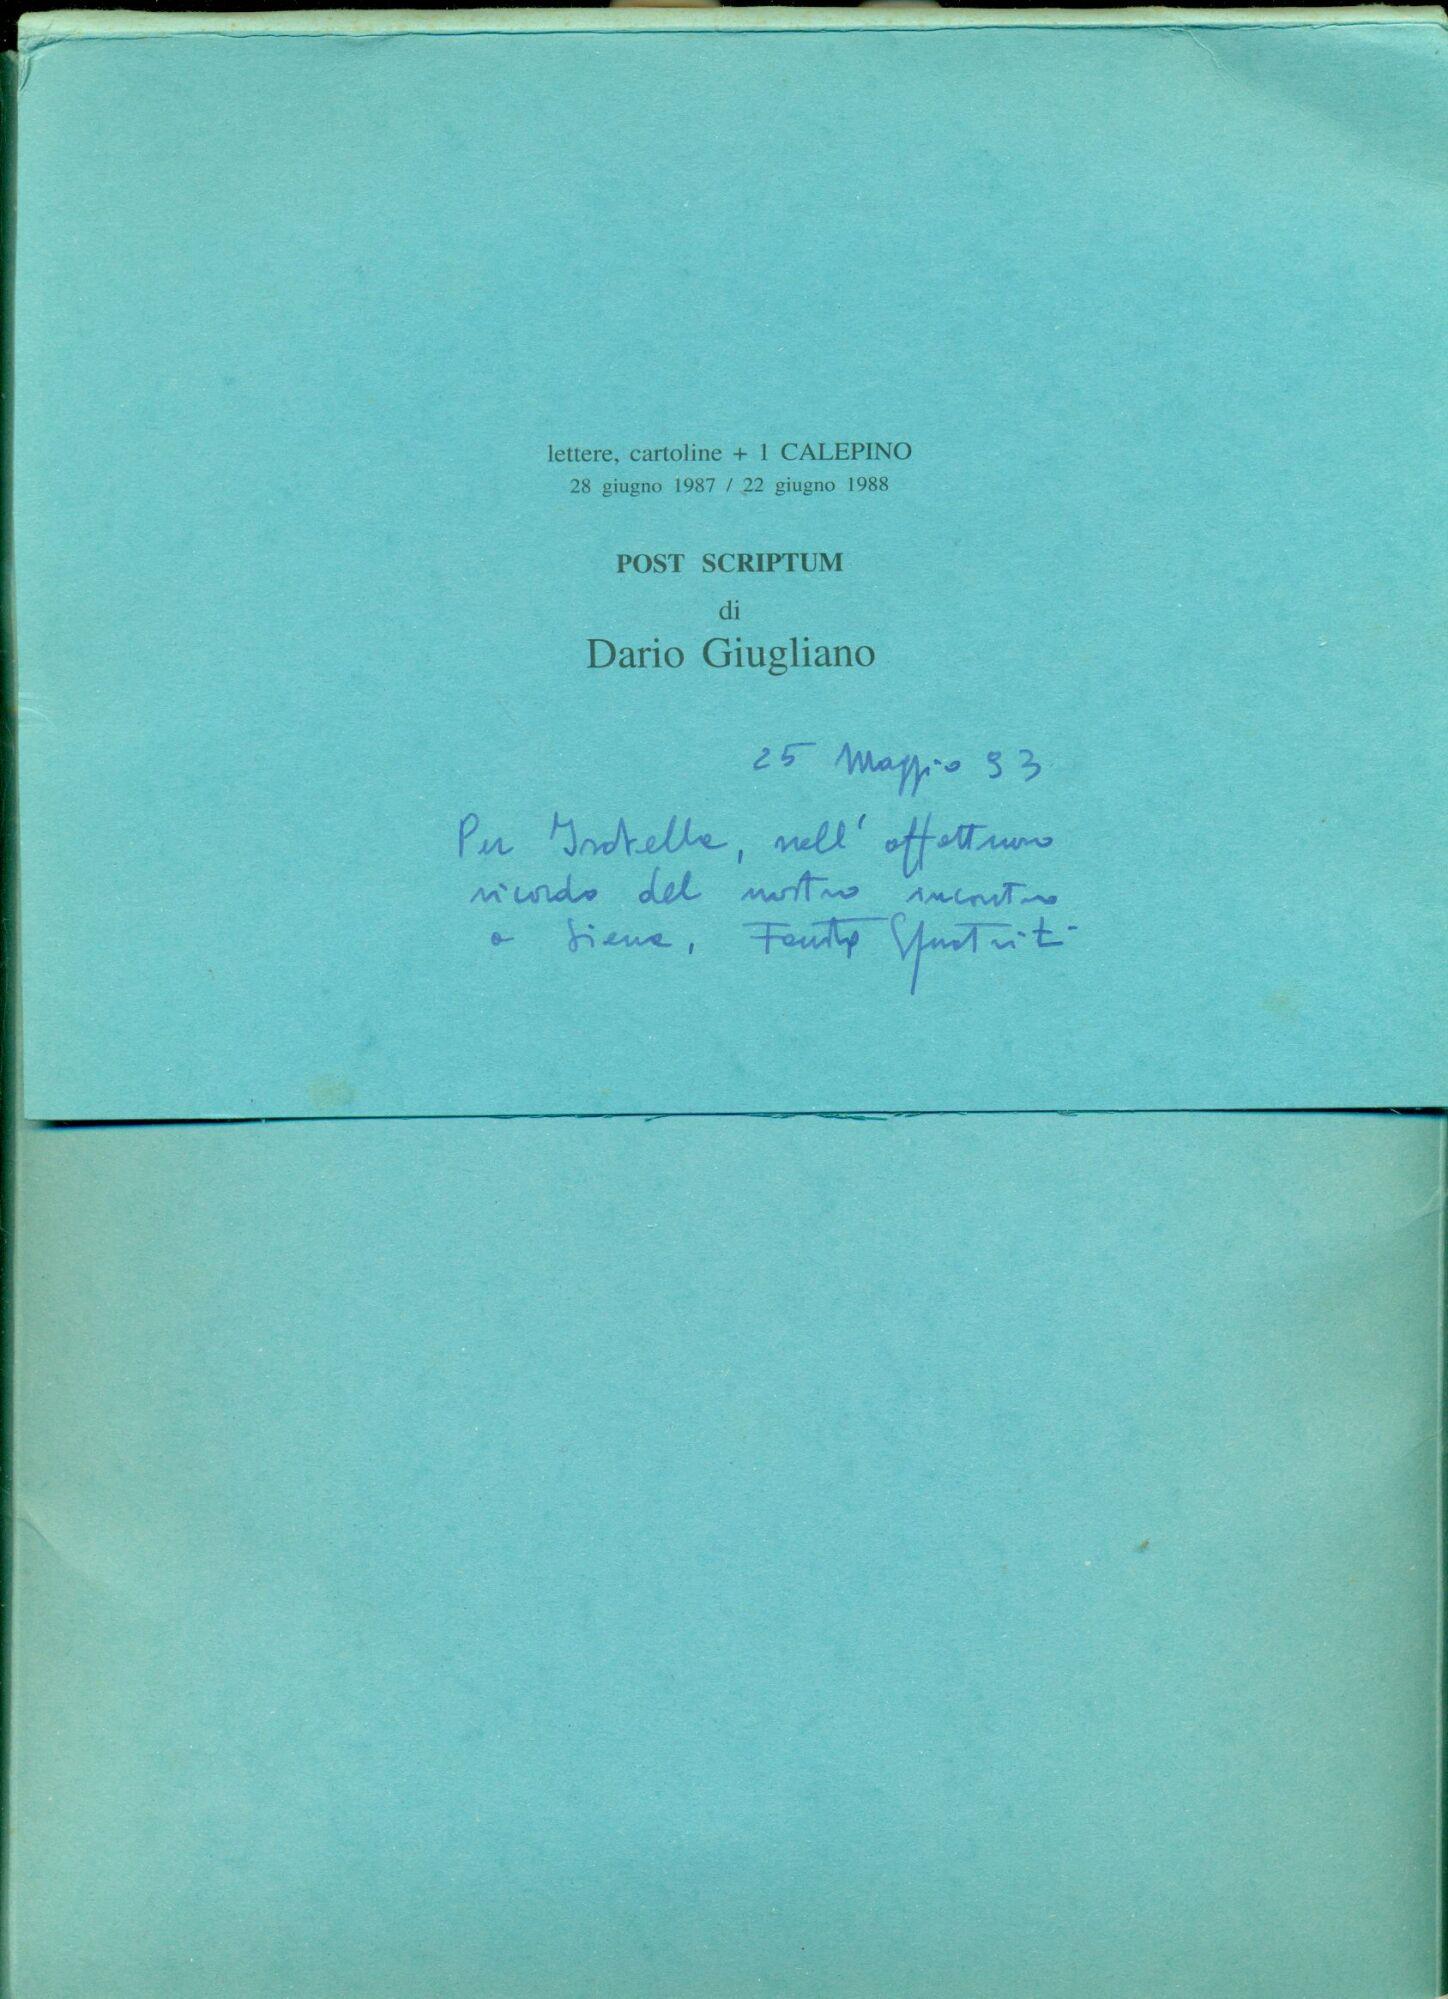 lettere, cartoline + 1 CALEPINO
28 giugno 1987 / 22 giugno 1988
POST SCRIPTUM
di
Dario Giugliano
25 Maggio 93
Per Isabella, nell' affettuoso
ricordo del nostro incontro
a Siena,